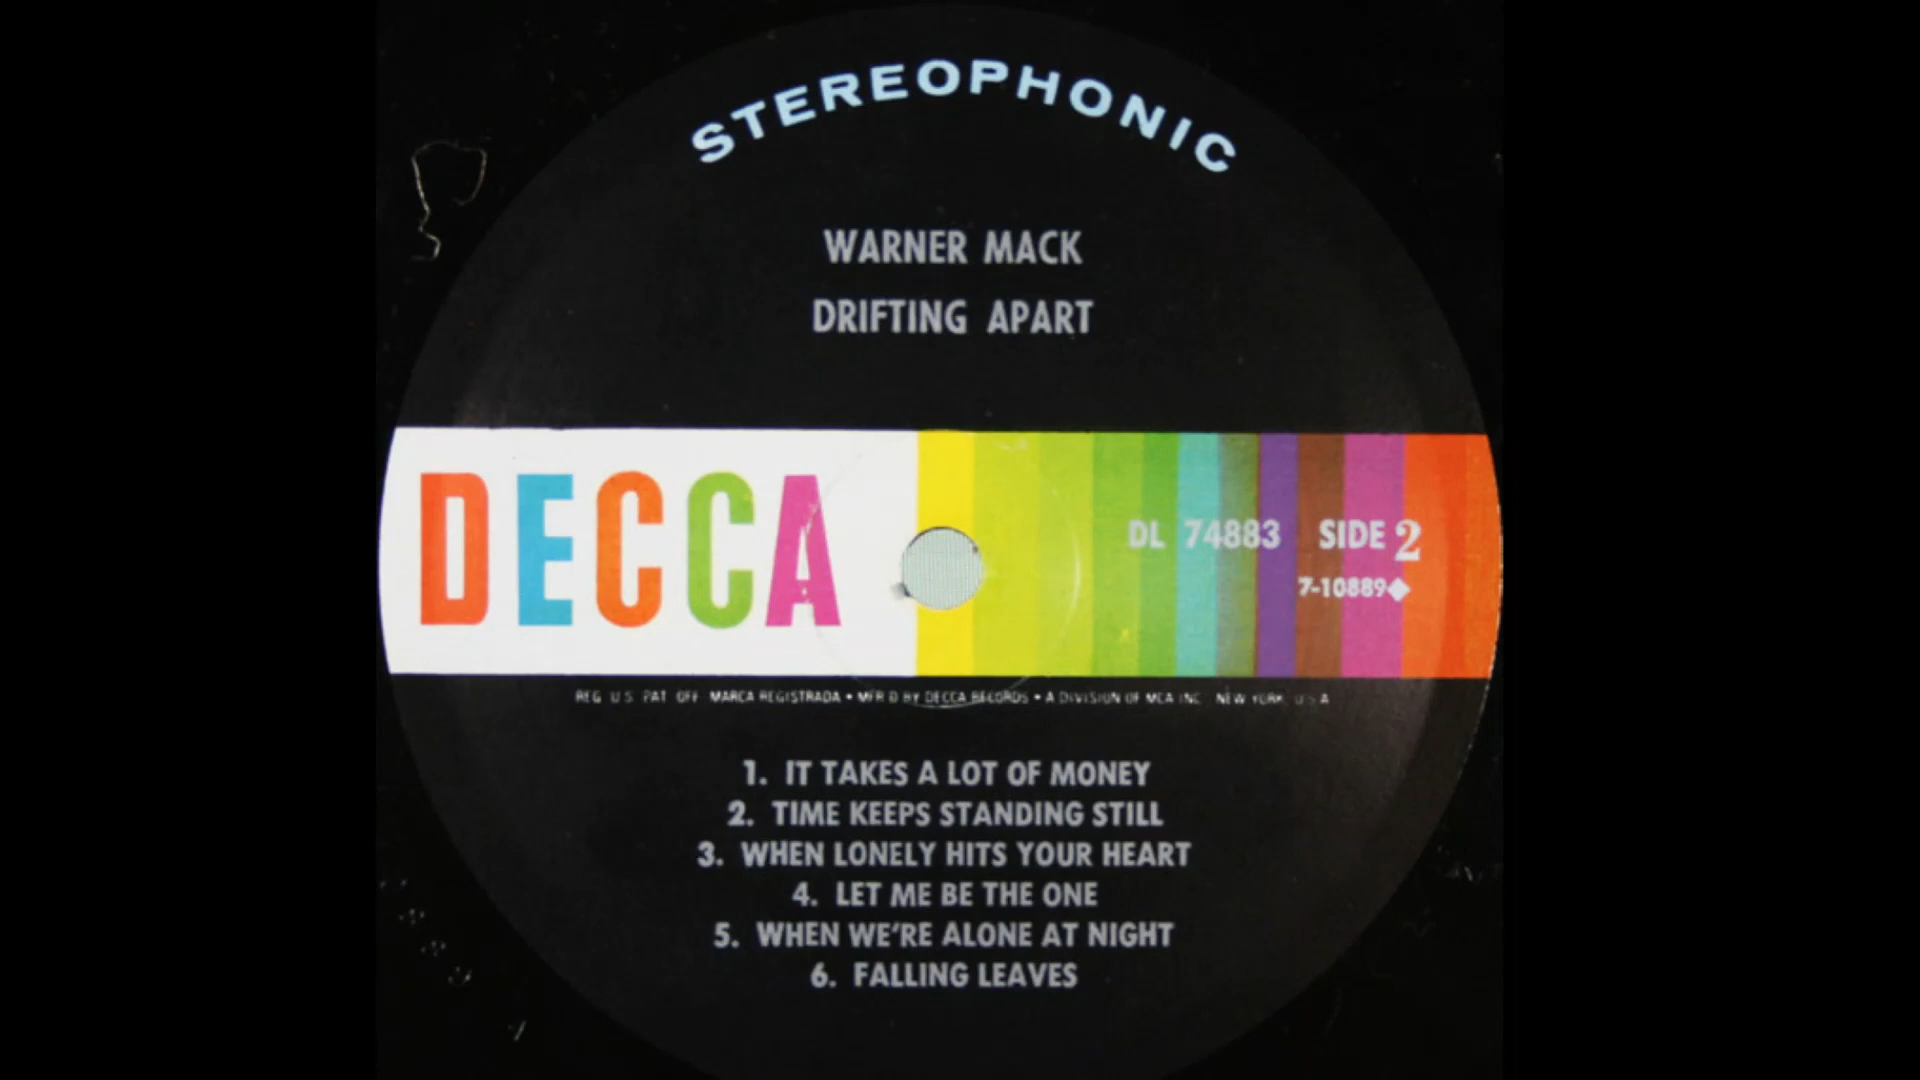 STEREOPHONIC
WARNER MACK
DRIFTING APART
DECCA
DL 74883 SIDE 2
7-10889◆
REG. U.S. PAT. OFF. MARCA REGISTRADA • MFR'D BY DECCA RECORDS • A DIVISION OF MCA INC., NEW YORK, U.S.A.
1. IT TAKES A LOT OF MONEY
2. TIME KEEPS STANDING STILL
3. WHEN LONELY HITS YOUR HEART
4. LET ME BE THE ONE
5. WHEN WE'RE ALONE AT NIGHT
6. FALLING LEAVES